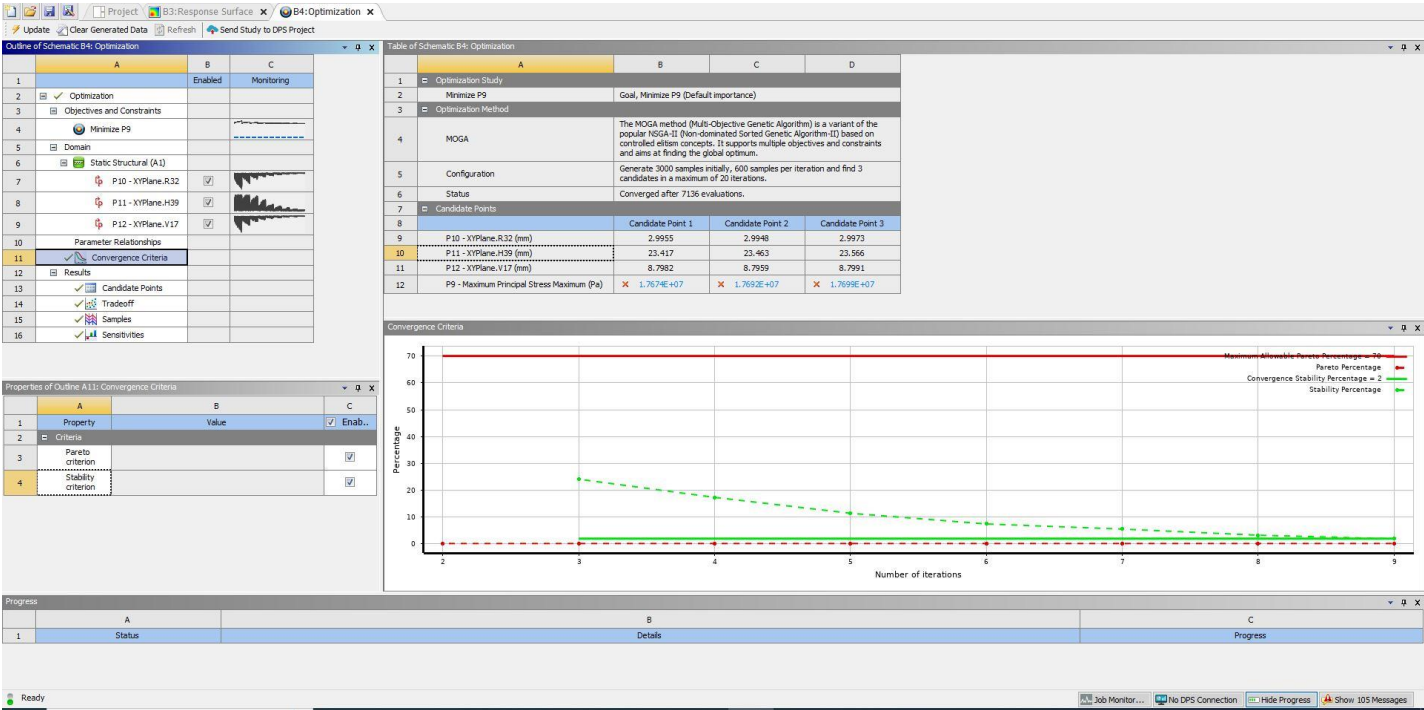 Project
B3:Response Surface
B4:Optimization
Update Clear Generated Data Refresh Send Study to DPS Project
Outline of Schematic B4: Optimization
A B C
1 Enabled Monitoring
2 Optimization
3 Objectives and Constraints
4 Minimize P9
5 Domain
6 Static Structural (A1)
7 P10 - XYPlane.R32
8 P11 - XYPlane.H39
9 P12 - XYPlane.V17
10 Parameter Relationships
11 Convergence Criteria
12 Results
13 Candidate Points
14 Tradeoff
15 Samples
16 Sensitivities
Properties of Outline A11: Convergence Criteria
A B C
1 Property Value Enab..
2 Criteria
3 Pareto
criterion
4 Stability
criterion
Table of Schematic B4: Optimization
A B C D
1 Optimization Study
2 Minimize P9 Goal, Minimize P9 (Default importance)
3 Optimization Method
4 MOGA The MOGA method (Multi-Objective Genetic Algorithm) is a variant of the
popular NSGA-II (Non-dominated Sorted Genetic Algorithm-II) based on
controlled elitism concepts. It supports multiple objectives and constraints
and aims at finding the global optimum.
5 Configuration Generate 3000 samples initially, 600 samples per iteration and find 3
candidates in a maximum of 20 iterations.
6 Status Converged after 7136 evaluations.
7 Candidate Points
8 Candidate Point 1 Candidate Point 2 Candidate Point 3
9 P10 - XYPlane.R32 (mm) 2.9955 2.9948 2.9973
10 P11 - XYPlane.H39 (mm) 23.417 23.463 23.566
11 P12 - XYPlane.V17 (mm) 8.7982 8.7959 8.7991
12 P9 - Maximum Principal Stress Maximum (Pa) 1.7674E+07 1.7692E+07 1.7699E+07
Convergence Criteria
Maximum Allowable Pareto Percentage = 70
Pareto Percentage
Convergence Stability Percentage = 2
Stability Percentage
Percentage
70
60
50
40
30
20
10
0
2 3 4 5 6 7 8 9
Number of iterations
Progress
A B C
1 Status Details Progress
Ready
Job Monitor... No DPS Connection Hide Progress Show 105 Messages